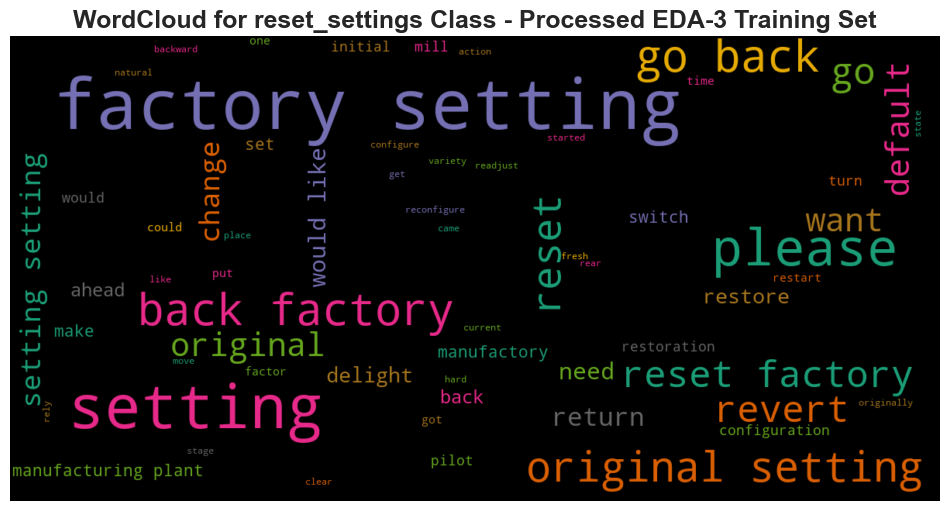 WordCloud for reset_settings Class - Processed EDA-3 Training Set
backward
one
initial
mill
action
go back
go
natural
time
default
state
factory setting
set
change
configure
started
variety
readjust
get
would like
turn
setting setting
would
could
place
reconfigure
came
reset
switch
want
please
fresh
rear
restart
like
put
ahead
restore
back factory
make
original
current
manufactory
restoration
move
factor
delight
hard
back
need
reset factory
setting
rely
got
return
revert
originally
configuration
stage
manufacturing plant
pilot
clear
original setting